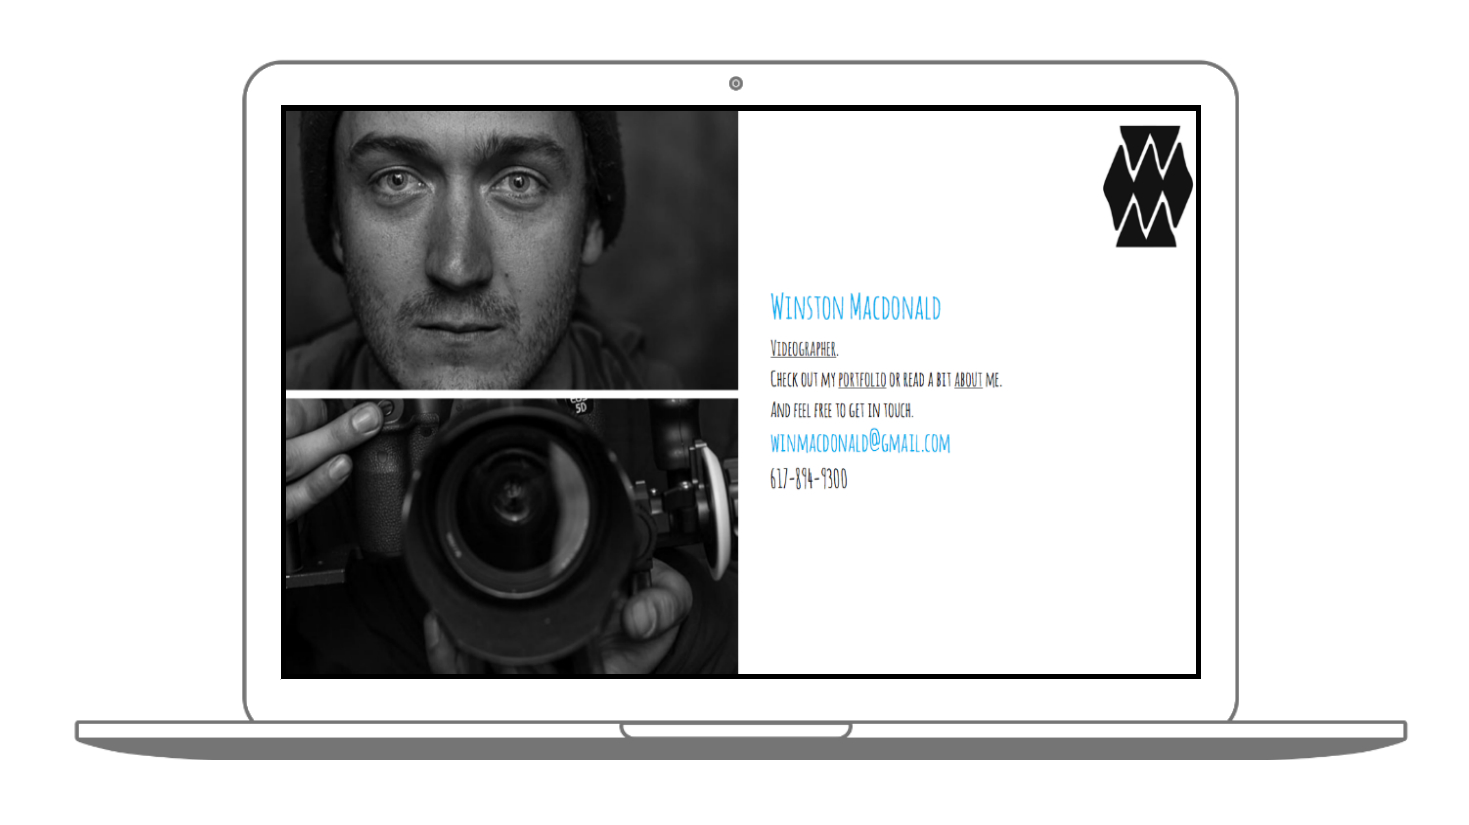 Winston Macdonald
Videographer.
Check out my portfolio or read a bit about me.
And feel free to get in touch.
winmacdonald@gmail.com
617-894-9300
5D